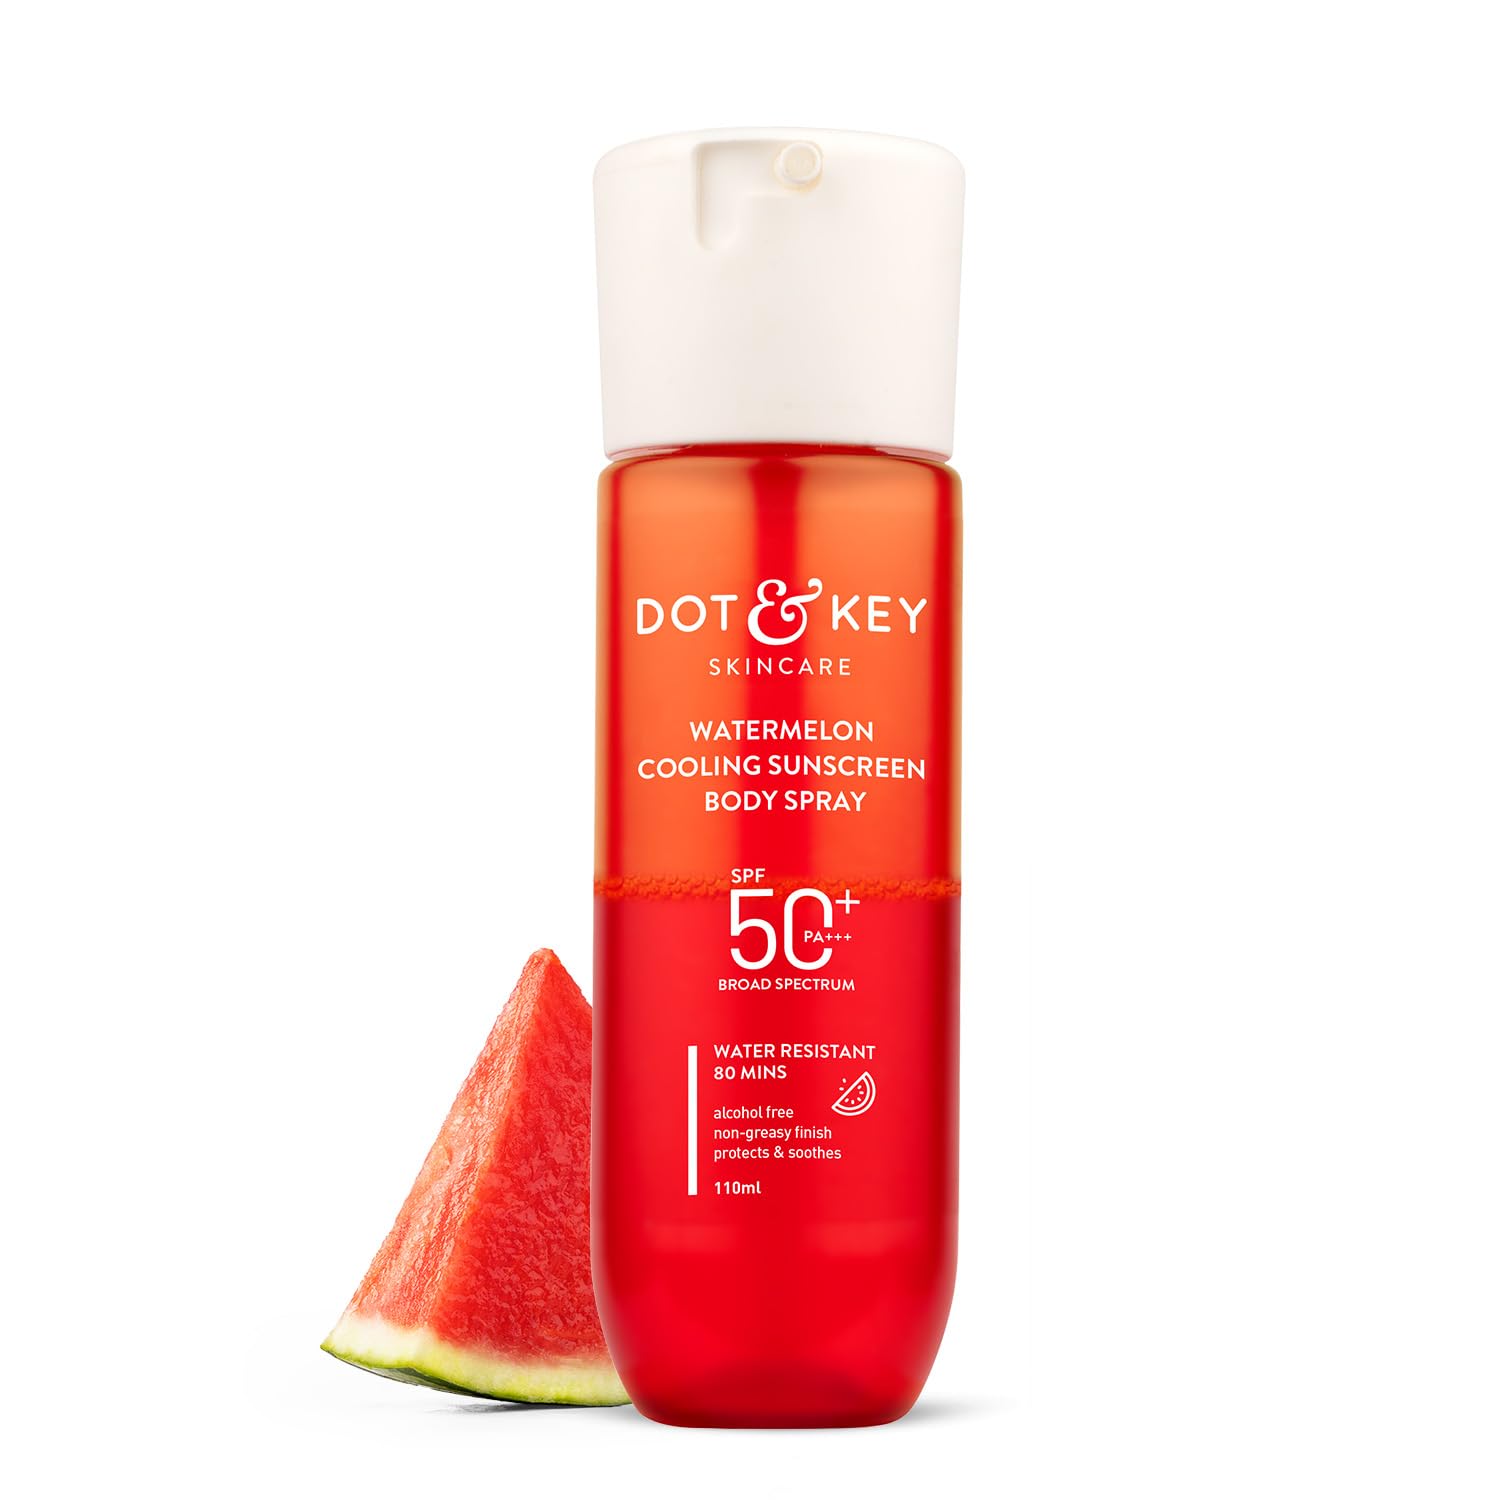 DOT & KEY
SKINCARE
WATERMELON
COOLING SUNSCREEN
BODY SPRAY
SPF
50+
PA+++
BROAD SPECTRUM
WATER RESISTANT
80 MINS
alcohol free
non-greasy finish
protects & soothes
110ml